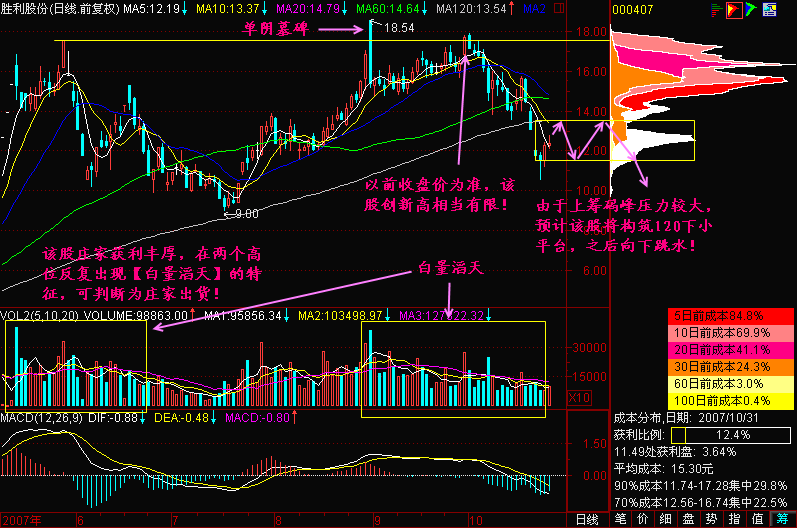 胜利股份(日线.前复权) MA5:12.19↓ MA10:13.37↓ MA20:14.79↓ MA60:14.64↓ MA120:13.54↑ MA2
000407
单朗墓碑
18.54
18.00
16.00
14.00
12.00
10.00
8.00
6.00
9.00
以前收盘价为准，该
股创新高相当有限！
由于上筹码峰压力较大，
预计该股将构筑120下小
平台，之后向下跳水！
该股庄家获利丰厚，在两个高
位反复出现【白量滔天】的特
征，可判断为庄家出货！
白量滔天
VOL2(5,10,20) VOLUME:98863.00↑ MA1:95856.34↓ MA2:103498.97↓ MA3:127822.32↓
30000
15000
X10
MACD(12,26,9) DIF:-0.88↓ DEA:-0.48↓ MACD:-0.80↑
1.50
0.00
5日前成本84.8%
10日前成本69.9%
20日前成本41.1%
30日前成本24.3%
60日前成本3.0%
100日前成本0.4%
成本分布,日期: 2007/10/31
获利比例: 12.4%
11.49处获利盘: 3.64%
平均成本: 15.30元
90%成本11.74-17.28集中29.8%
70%成本12.56-16.74集中22.5%
2007年 6 7 8 9 10 日线
笔 价 细 盘 势 指 值 筹